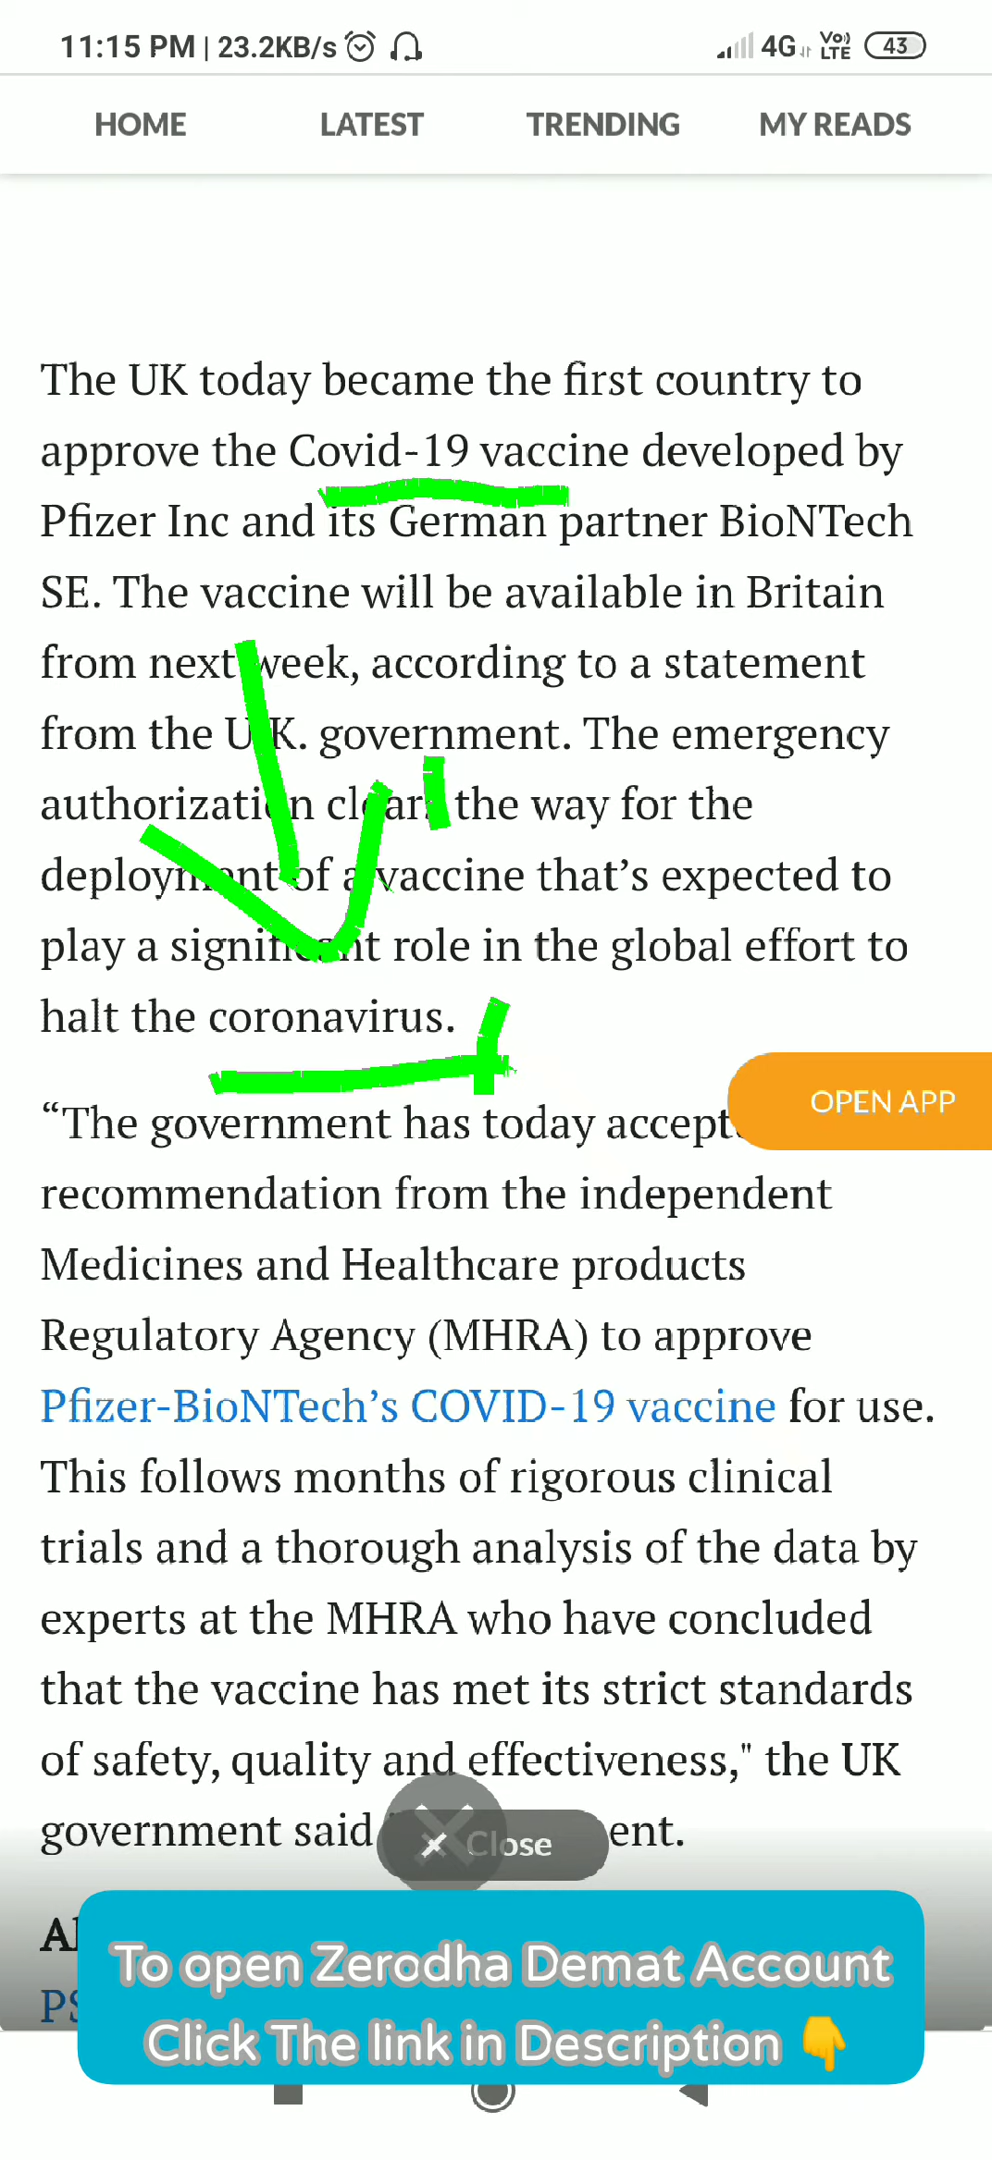 11:15 PM | 23.2KB/s 4G Vo) LTE 43
HOME LATEST TRENDING MY READS
The UK today became the first country to
approve the Covid-19 vaccine developed by
Pfizer Inc and its German partner BioNTech
SE. The vaccine will be available in Britain
from next week, according to a statement
from the U.K. government. The emergency
authorization clears the way for the
deployment of a vaccine that’s expected to
play a significant role in the global effort to
halt the coronavirus.
OPEN APP
“The government has today
recommendation from the independent
Medicines and Healthcare products
Regulatory Agency (MHRA) to approve
Pfizer-BioNTech’s COVID-19 vaccine for use.
This follows months of rigorous clinical
trials and a thorough analysis of the data by
experts at the MHRA who have concluded
that the vaccine has met its strict standards
of safety, quality and effectiveness," the UK
government said
Close
To open Zerodha Demat Account
Click The link in Description 👇